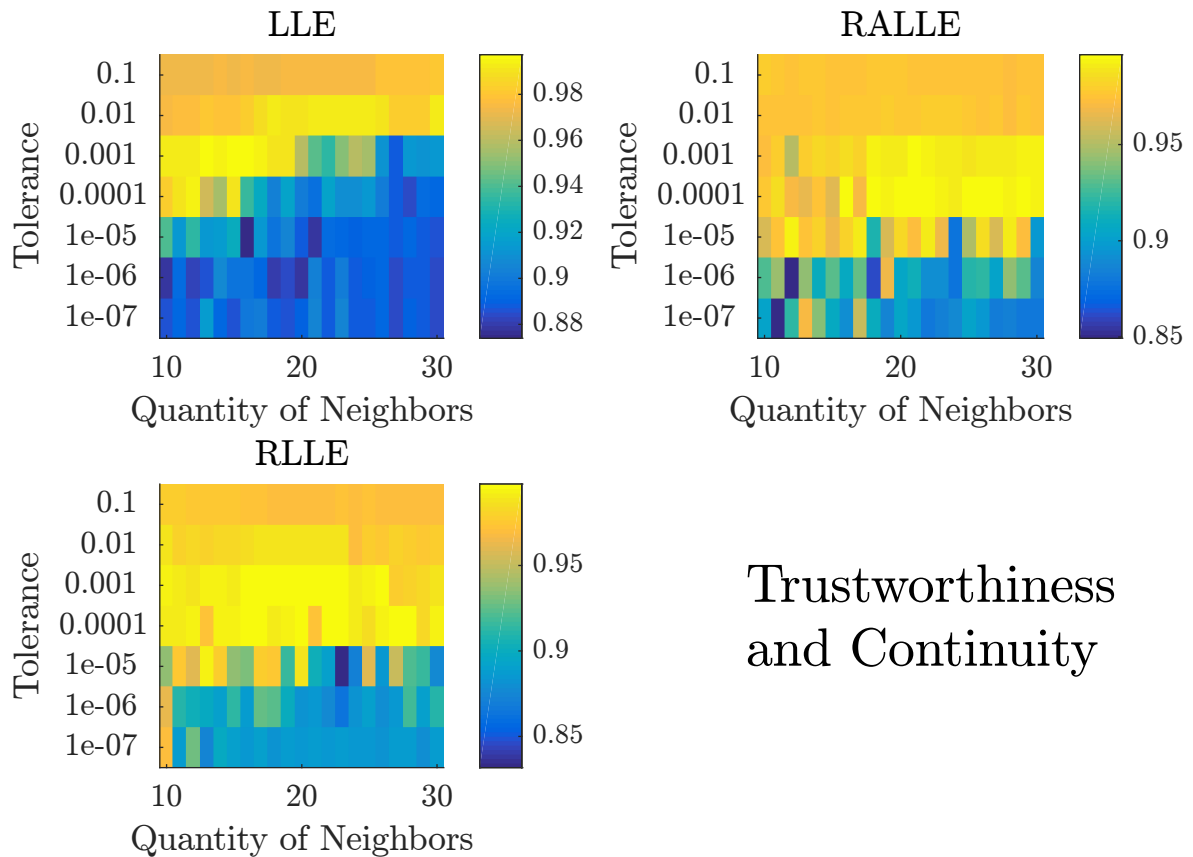 LLE
Tolerance
0.1
0.01
0.001
0.0001
1e-05
1e-06
1e-07
10 20 30
Quantity of Neighbors
0.98
0.96
0.94
0.92
0.9
0.88
RALLE
Tolerance
0.1
0.01
0.001
0.0001
1e-05
1e-06
1e-07
10 20 30
Quantity of Neighbors
0.95
0.9
0.85
RLLE
Tolerance
0.1
0.01
0.001
0.0001
1e-05
1e-06
1e-07
10 20 30
Quantity of Neighbors
0.95
0.9
0.85
Trustworthiness
and Continuity